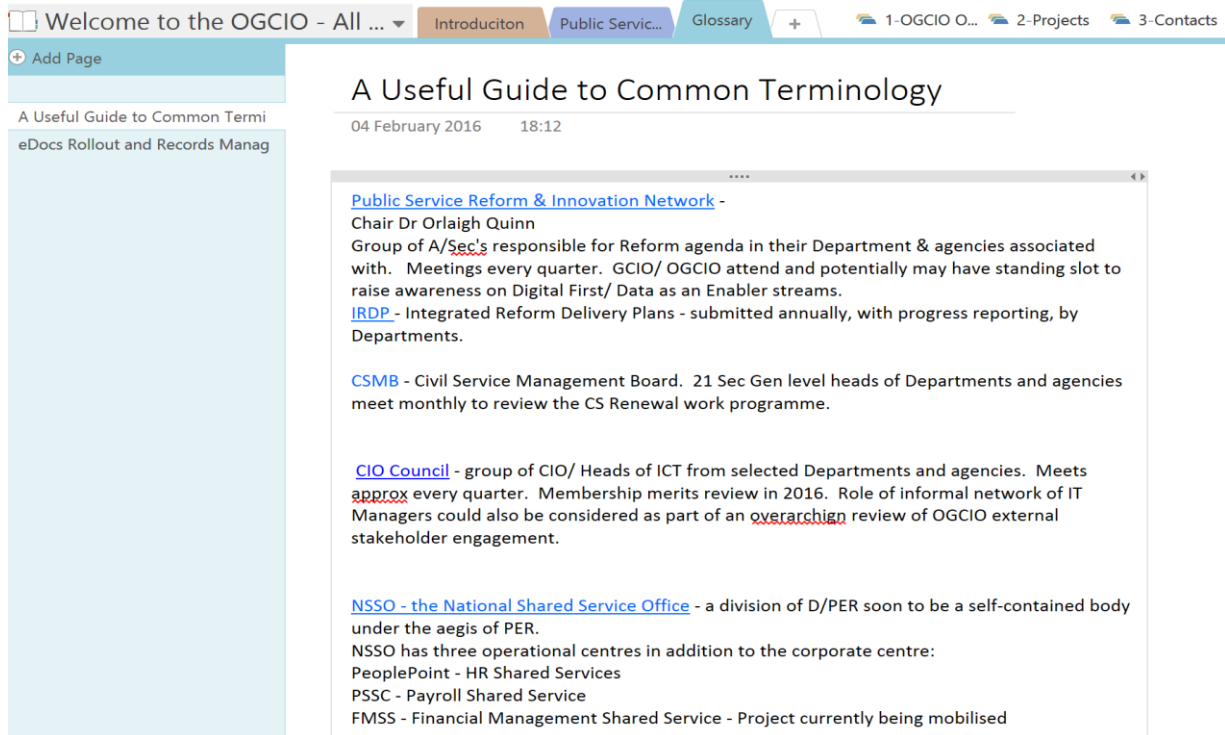 Welcome to the OGCIO - All ...
Introduciton
Public Servic...
Glossary
1-OGCIO O...
2-Projects
3-Contacts
Add Page
A Useful Guide to Common Termi
eDocs Rollout and Records Manag
A Useful Guide to Common Terminology
04 February 2016 18:12
Public Service Reform & Innovation Network -
Chair Dr Orlaigh Quinn
Group of A/Sec's responsible for Reform agenda in their Department & agencies associated
with. Meetings every quarter. GCIO/ OGCIO attend and potentially may have standing slot to
raise awareness on Digital First/ Data as an Enabler streams.
IRDP - Integrated Reform Delivery Plans - submitted annually, with progress reporting, by
Departments.
CSMB - Civil Service Management Board. 21 Sec Gen level heads of Departments and agencies
meet monthly to review the CS Renewal work programme.
CIO Council - group of CIO/ Heads of ICT from selected Departments and agencies. Meets
approx every quarter. Membership merits review in 2016. Role of informal network of IT
Managers could also be considered as part of an overarchign review of OGCIO external
stakeholder engagement.
NSSO - the National Shared Service Office - a division of D/PER soon to be a self-contained body
under the aegis of PER.
NSSO has three operational centres in addition to the corporate centre:
PeoplePoint - HR Shared Services
PSSC - Payroll Shared Service
FMSS - Financial Management Shared Service - Project currently being mobilised